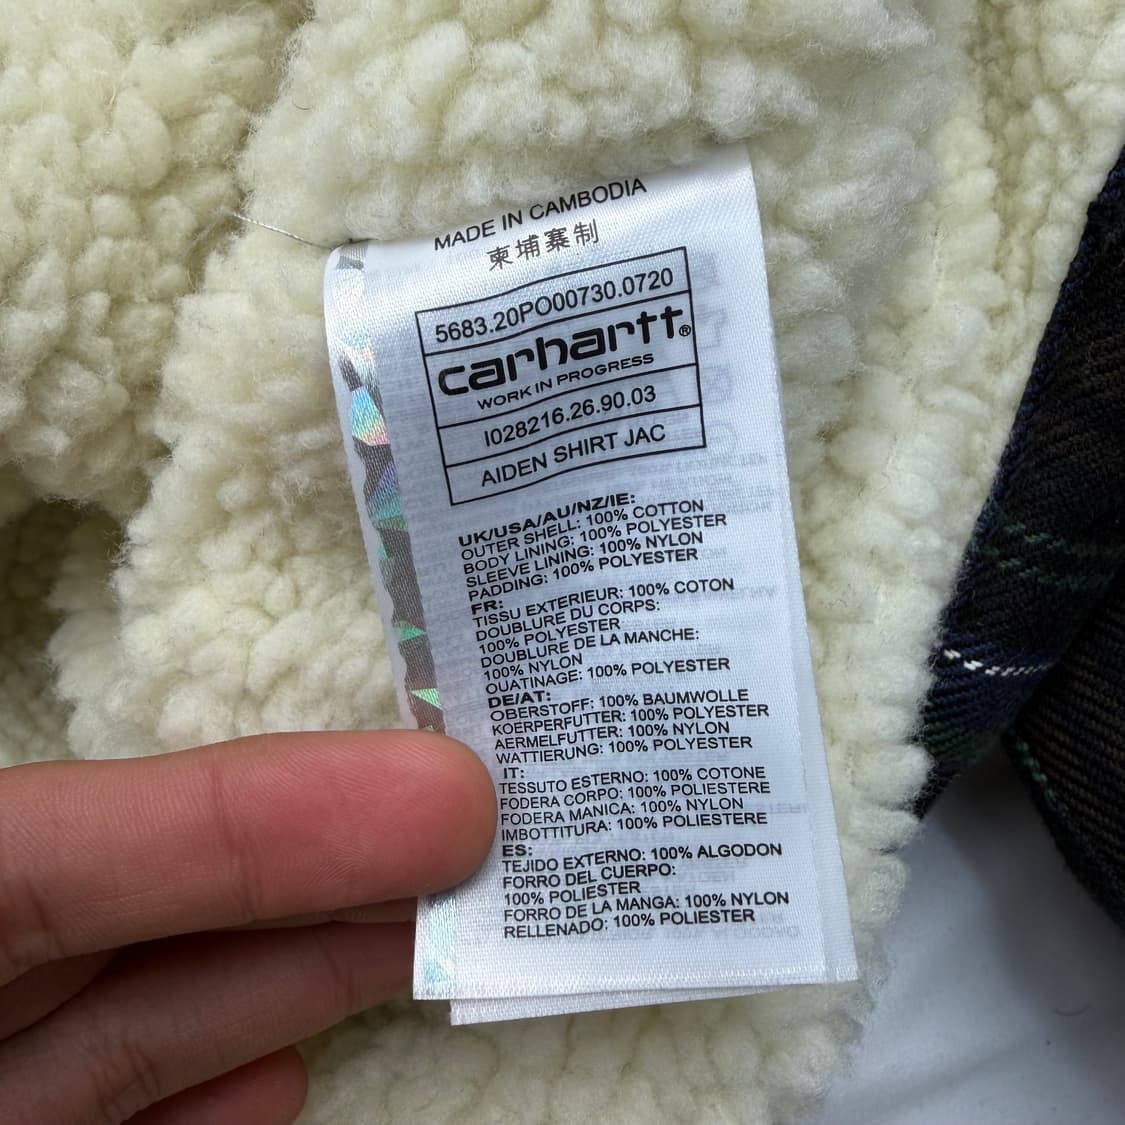 MADE IN CAMBODIA
柬埔寨制
5683.20PO00730.0720
carhartt®
WORK IN PROGRESS
I028216.26.90.03
AIDEN SHIRT JAC
UK/USA/AU/NZ/IE:
OUTER SHELL: 100% COTTON
BODY LINING: 100% POLYESTER
SLEEVE LINING: 100% NYLON
PADDING: 100% POLYESTER
FR:
TISSU EXTERIEUR: 100% COTON
DOUBLURE DU CORPS:
100% POLYESTER
DOUBLURE DE LA MANCHE:
100% NYLON
OUATINAGE: 100% POLYESTER
DE/AT:
OBERSTOFF: 100% BAUMWOLLE
KOERPERFUTTER: 100% POLYESTER
AERMELFUTTER: 100% NYLON
WATTIERUNG: 100% POLYESTER
IT:
TESSUTO ESTERNO: 100% COTONE
FODERA CORPO: 100% POLIESTERE
FODERA MANICA: 100% NYLON
IMBOTTITURA: 100% POLIESTERE
ES:
TEJIDO EXTERNO: 100% ALGODON
FORRO DEL CUERPO:
100% POLIESTER
FORRO DE LA MANGA: 100% NYLON
RELLENADO: 100% POLIESTER